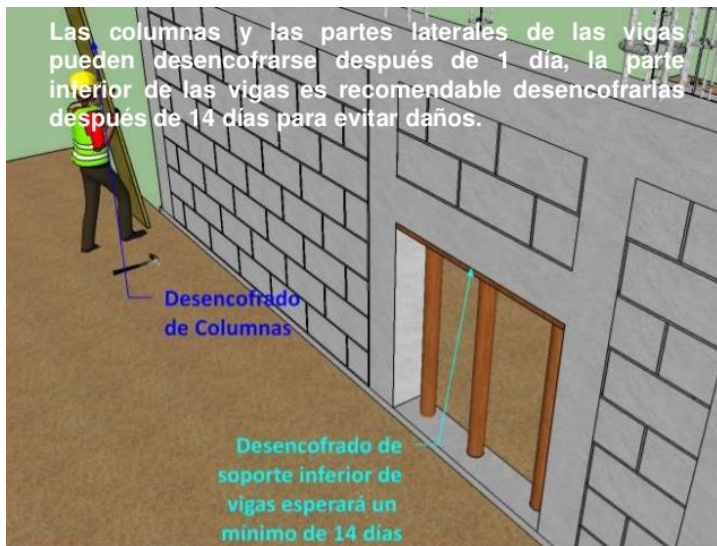 Las columnas y las partes laterales de las vigas
pueden desencofrarse después de 1 día, la parte
inferior de las vigas es recomendable desencofrarlas
después de 14 días para evitar daños.
Desencofrado
de Columnas
Desencofrado de
soporte inferior de
vigas esperará un
mínimo de 14 días